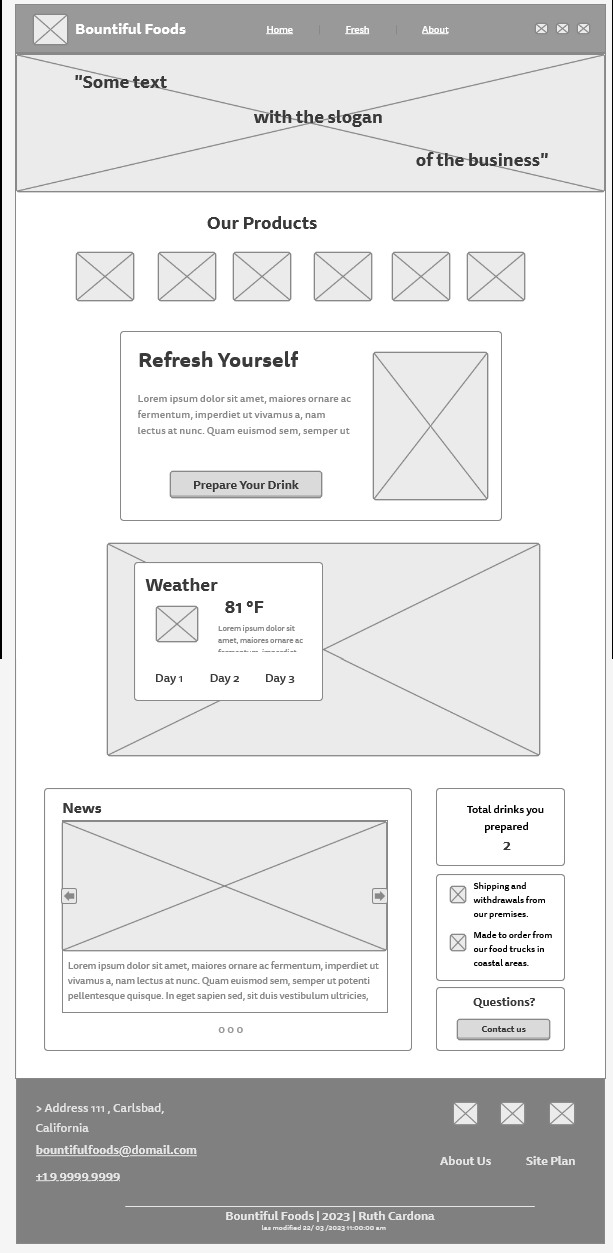 Bountiful Foods
Home
Fresh
About
"Some text
with the slogan
of the business"
Our Products
Refresh Yourself
Lorem ipsum dolor sit amet, maiores ornare ac
fermentum, imperdiet ut vivamus a, nam
lectus at nunc. Quam euismod sem, semper ut
Prepare Your Drink
Weather
81 °F
Lorem ipsum dolor sit
amet, maiores ornare ac
fermentum, imperdiet
Day 1
Day 2
Day 3
News
Lorem ipsum dolor sit amet, maiores ornare ac fermentum, imperdiet ut
vivamus a, nam lectus at nunc. Quam euismod sem, semper ut potenti
pellentesque quisque. In eget sapien sed, sit duis vestibulum ultricies,
Total drinks you
prepared
2
Shipping and
withdrawals from
our premises.
Made to order from
our food trucks in
coastal areas.
Questions?
Contact us
> Address 111 , Carlsbad,
California
bountifulfoods@domail.com
+19 9999 9999
About Us
Site Plan
Bountiful Foods | 2023 | Ruth Cardona
las modified 22/ 03 /2023 11:00:00 am